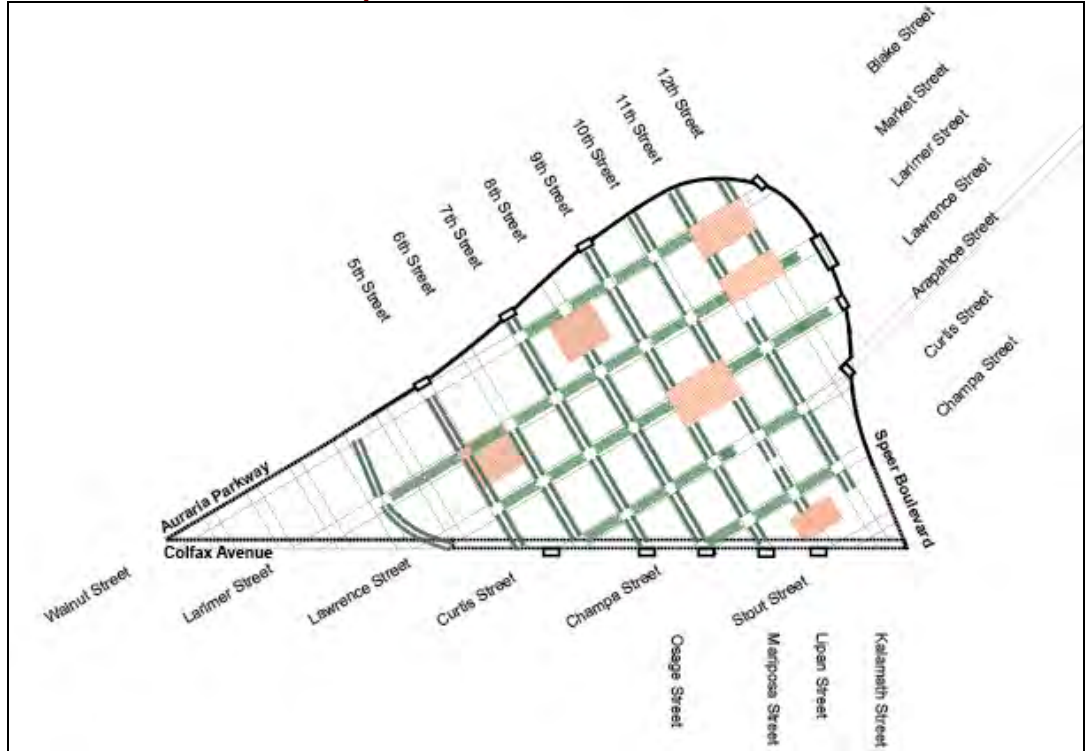 Blake Street
Market Street
Larimer Street
Lawrence Street
Arapahoe Street
Curtis Street
Champa Street
12th Street
11th Street
10th Street
9th Street
8th Street
7th Street
6th Street
5th Street
Auraria Parkway
Colfax Avenue
Speer Boulevard
Walnut Street
Larimer Street
Lawrence Street
Curtis Street
Champa Street
Stout Street
Osage Street
Mariposa Street
Lipan Street
Kalamath Street